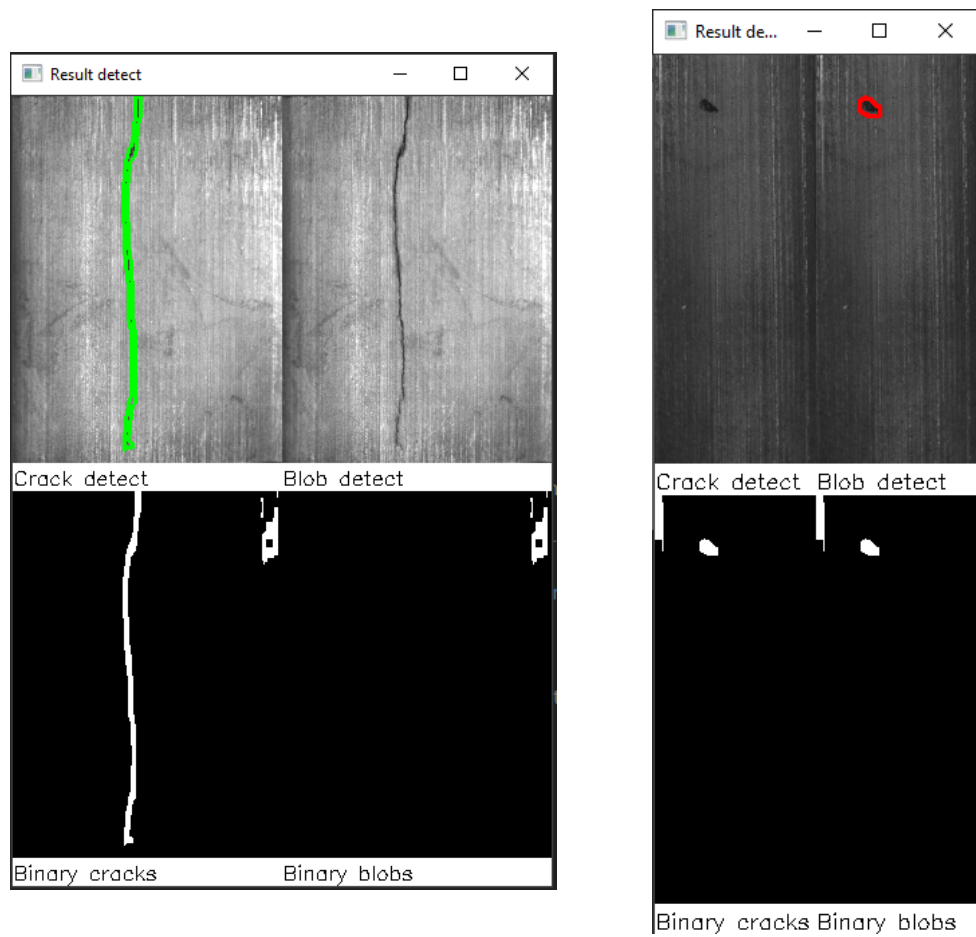 Result detect
Crack detect
Blob detect
Binary cracks
Binary blobs
Result de...
Crack detect
Blob detect
Binary cracks
Binary blobs